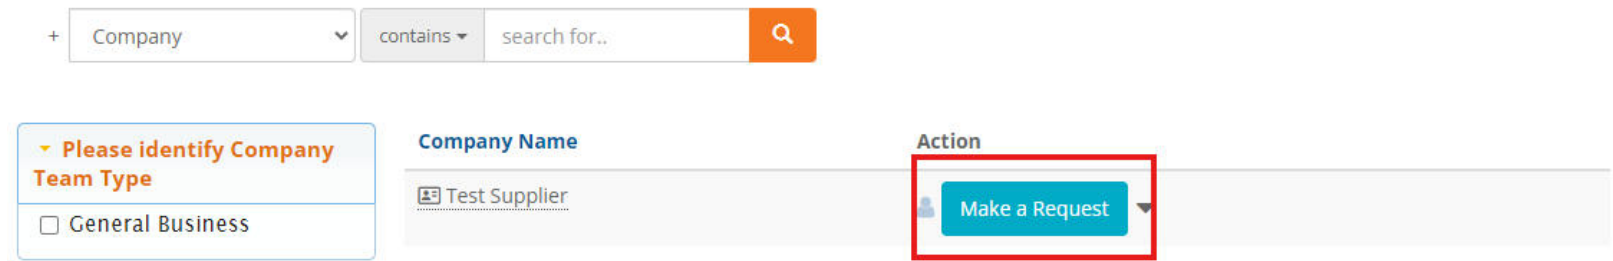 + Company contains search for..
Please identify Company
Team Type
General Business
Company Name Action
Test Supplier Make a Request